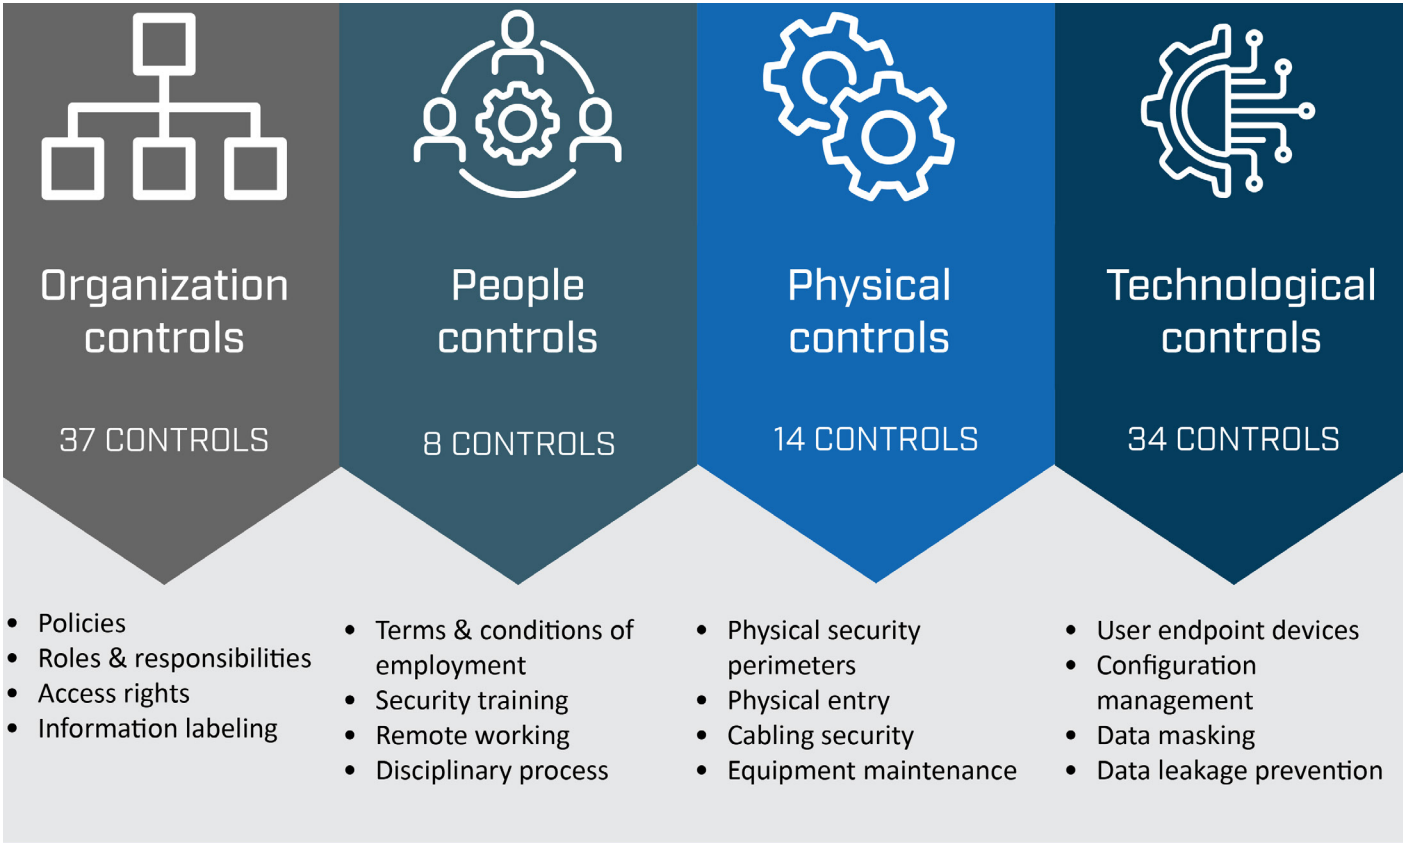 Organization
controls
37 CONTROLS
• Policies
• Roles & responsibilities
• Access rights
• Information labeling
People
controls
8 CONTROLS
• Terms & conditions of
employment
• Security training
• Remote working
• Disciplinary process
Physical
controls
14 CONTROLS
• Physical security
perimeters
• Physical entry
• Cabling security
• Equipment maintenance
Technological
controls
34 CONTROLS
• User endpoint devices
• Configuration
management
• Data masking
• Data leakage prevention